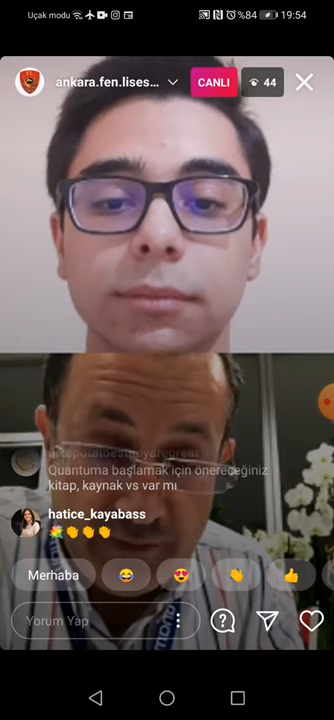 Uçak modu
%84
19:54
ankara.fen.lises...
CANLI
44
Quantuma başlamak için önereceğiniz
kitap, kaynak vs var mı
hatice_kayabass
Merhaba
Yorum Yap